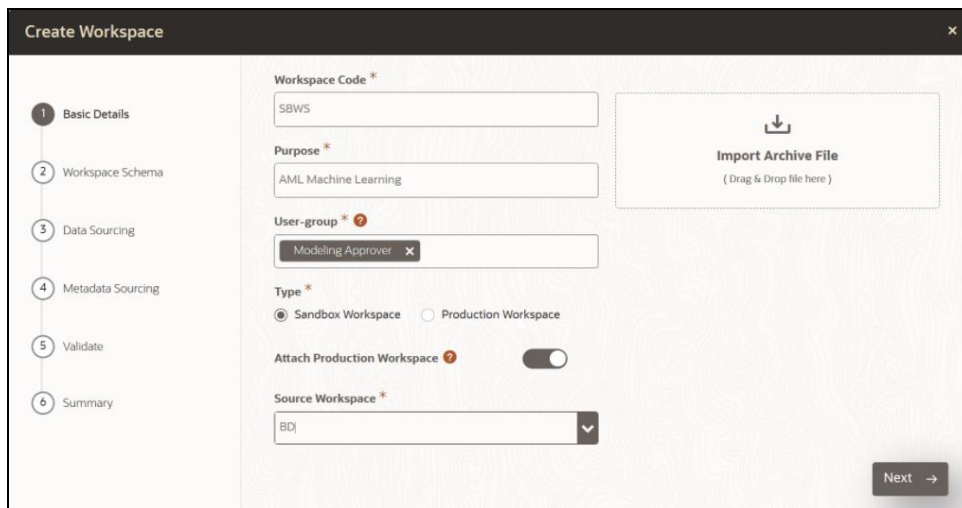 Create Workspace ×
1 Basic Details
2 Workspace Schema
3 Data Sourcing
4 Metadata Sourcing
5 Validate
6 Summary
Workspace Code *
SBWS
Purpose *
AML Machine Learning
User-group * ?
Modeling Approver ×
Type *
Sandbox Workspace Production Workspace
Attach Production Workspace ?
Source Workspace *
BD
Import Archive File
( Drag & Drop file here )
Next →